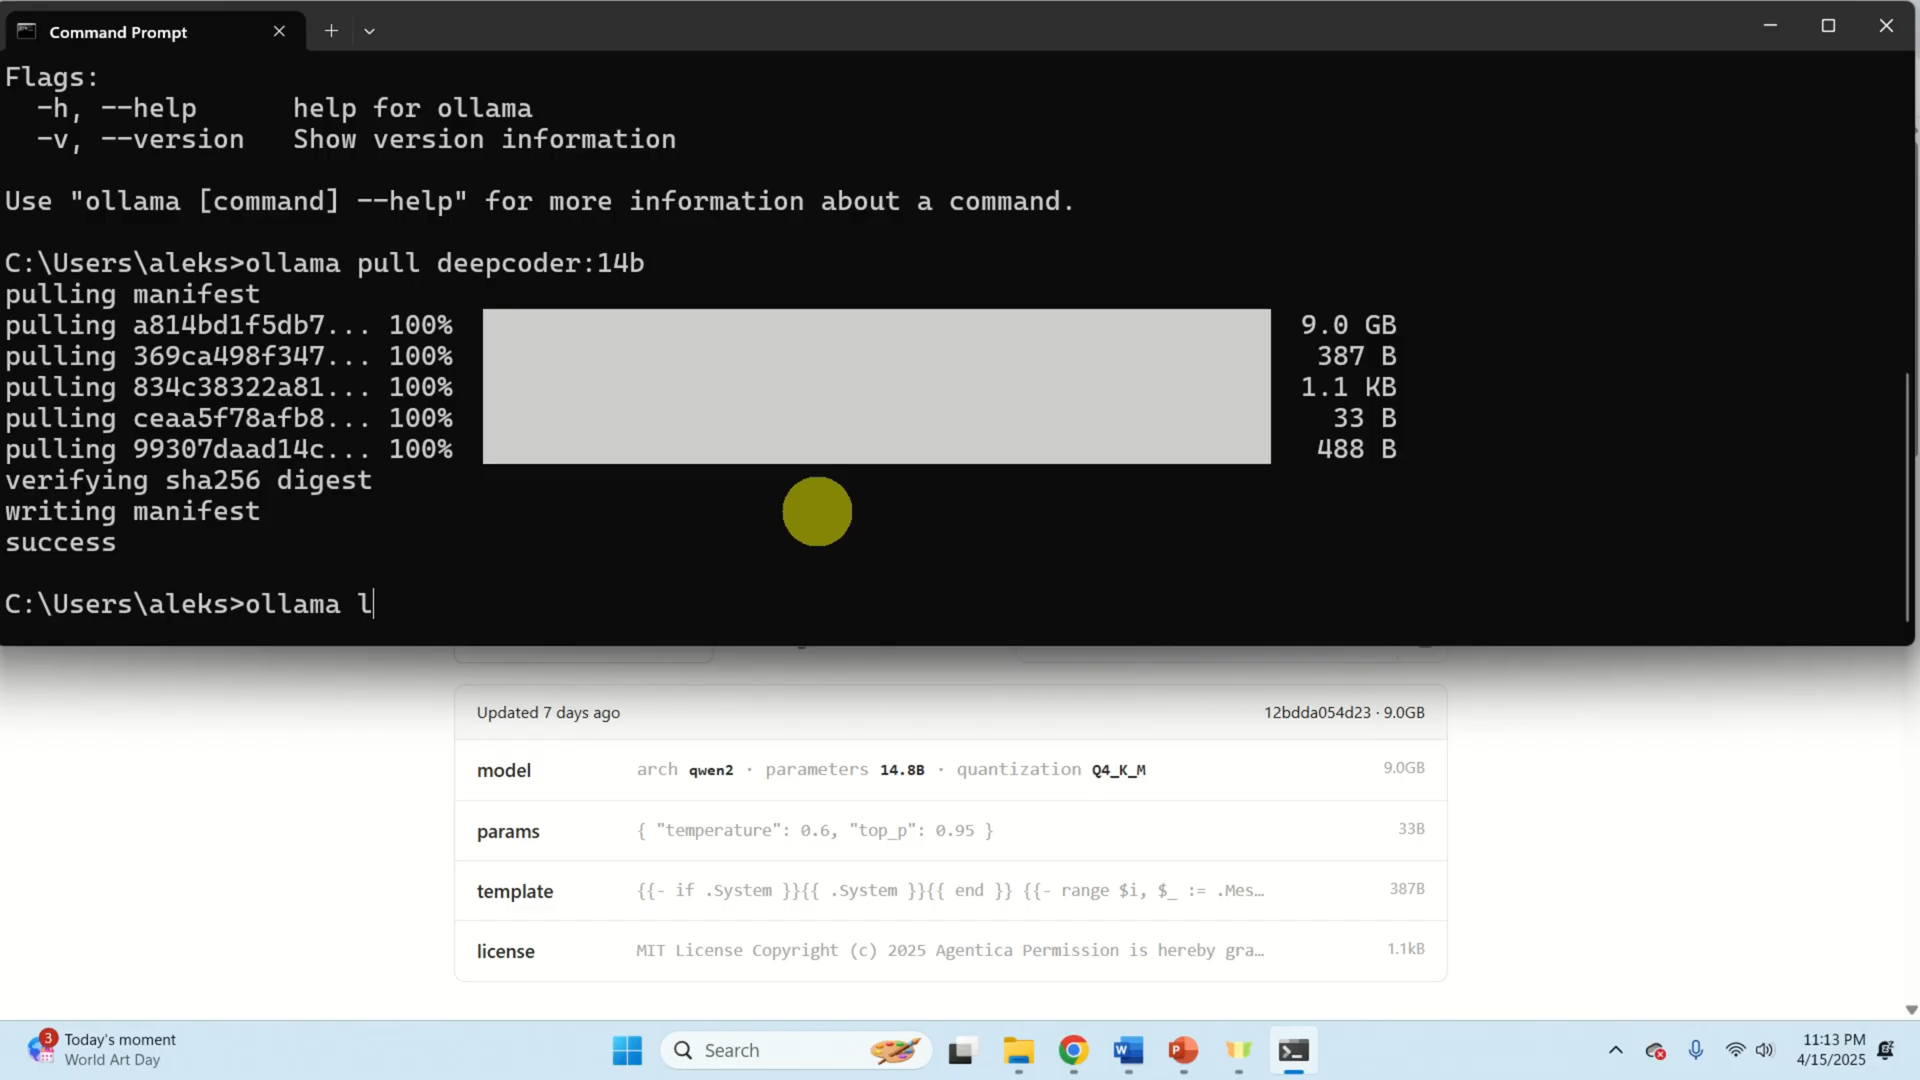 Command Prompt
Flags:
-h, --help help for ollama
-v, --version Show version information
Use "ollama [command] --help" for more information about a command.
C:\Users\aleks>ollama pull deepcoder:14b
pulling manifest
pulling a814bd1f5db7... 100% 9.0 GB
pulling 369ca498f347... 100% 387 B
pulling 834c38322a81... 100% 1.1 KB
pulling ceaa5f78afb8... 100% 33 B
pulling 99307daad14c... 100% 488 B
verifying sha256 digest
writing manifest
success
C:\Users\aleks>ollama l
Updated 7 days ago 12bdda054d23 · 9.0GB
model arch qwen2 · parameters 14.8B · quantization Q4_K_M 9.0GB
params { "temperature": 0.6, "top_p": 0.95 } 33B
template {{- if .System }}{{ .System }}{{ end }} {{- range $i, $_ := .Mes… 387B
license MIT License Copyright (c) 2025 Agentica Permission is hereby gra… 1.1kB
3 Today's moment
World Art Day
Search
11:13 PM
4/15/2025